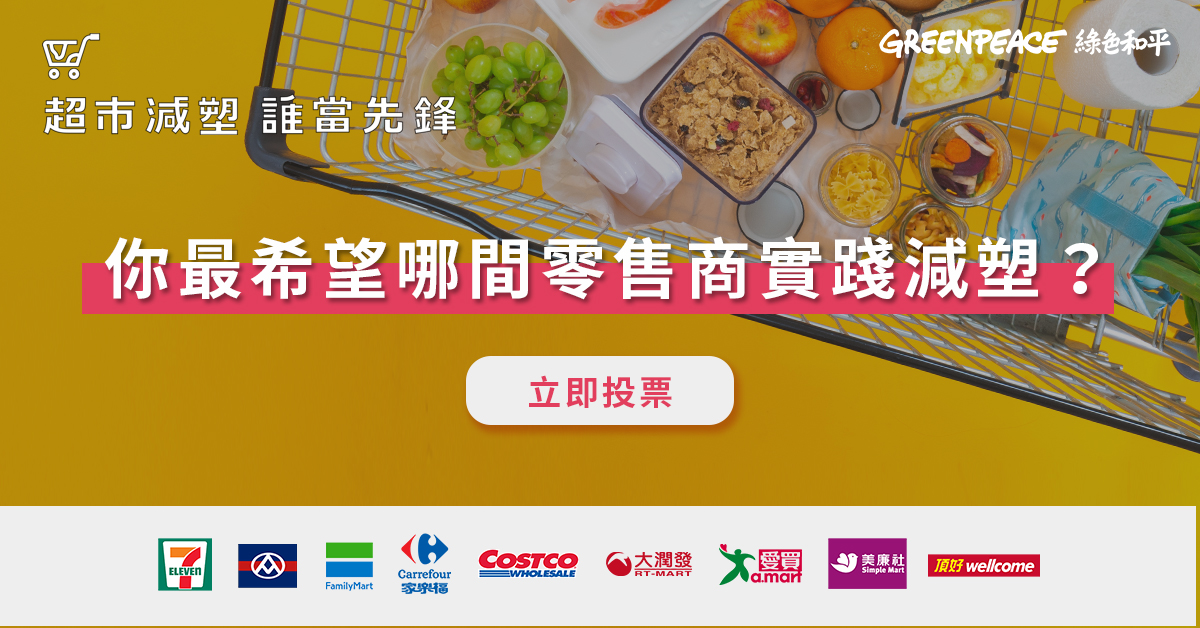 GREENPEACE 綠色和平
超市減塑 誰當先鋒
你最希望哪間零售商實踐減塑？
立即投票
7
ELEVEN
FamilyMart
Carrefour
家樂福
COSTCO
WHOLESALE
大潤發
RT-MART
愛買
a.mart
美廉社
Simple Mart
頂好 wellcome